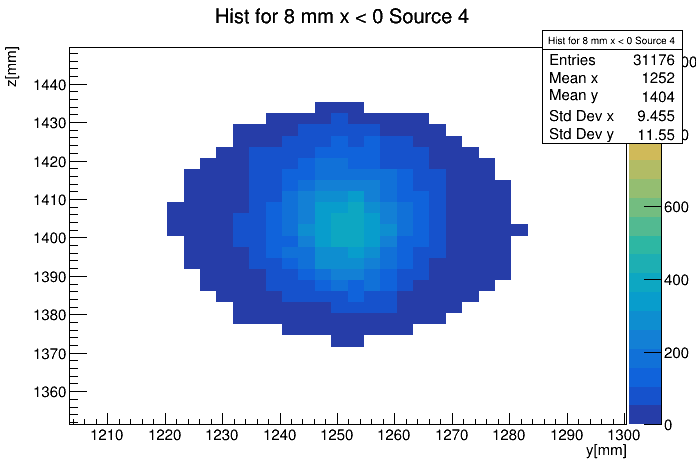 Hist for 8 mm x < 0 Source 4
Hist for 8 mm x < 0 Source 4
Entries 31176
Mean x 1252
Mean y 1404
Std Dev x 9.455
Std Dev y 11.55
z[mm]
1440
1430
1420
1410
1400
1390
1380
1370
1360
1210 1220 1230 1240 1250 1260 1270 1280 1290 1300
y[mm]
600
400
200
0